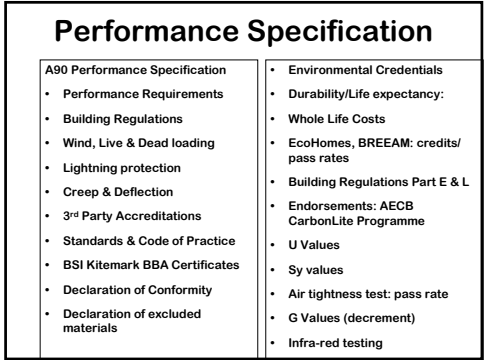 Performance Specification
A90 Performance Specification
• Performance Requirements
• Building Regulations
• Wind, Live & Dead loading
• Lightning protection
• Creep & Deflection
• 3rd Party Accreditations
• Standards & Code of Practice
• BSI Kitemark BBA Certificates
• Declaration of Conformity
• Declaration of excluded
materials
• Environmental Credentials
• Durability/Life expectancy:
• Whole Life Costs
• EcoHomes, BREEAM: credits/
pass rates
• Building Regulations Part E & L
• Endorsements: AECB
CarbonLite Programme
• U Values
• Sy values
• Air tightness test: pass rate
• G Values (decrement)
• Infra-red testing